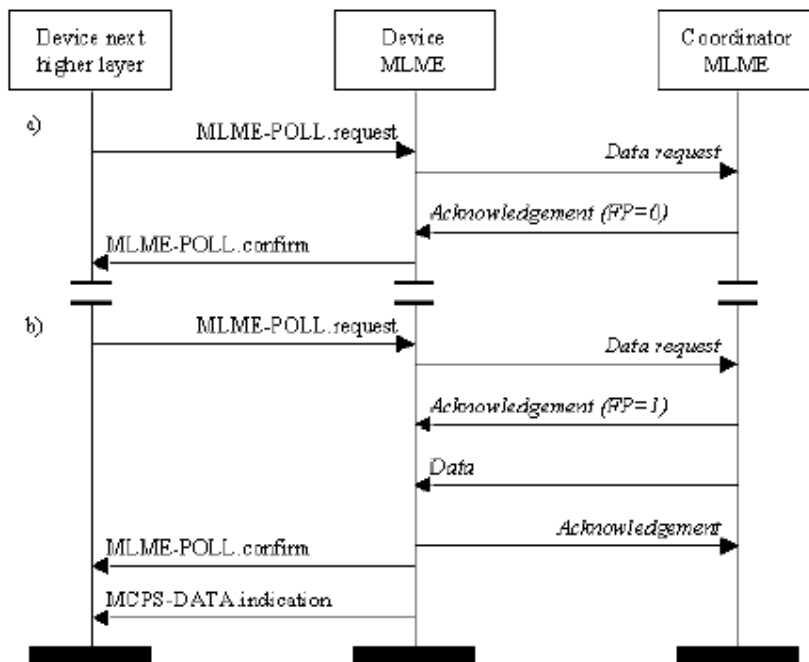 Device next
higher layer
Device
MLME
Coordinator
MLME
a)
MLME-POLL.request
Data request
Acknowledgement (FP=0)
MLME-POLL.confirm
b)
MLME-POLL.request
Data request
Acknowledgement (FP=1)
Data
Acknowledgement
MLME-POLL.confirm
MCPS-DATA.indication